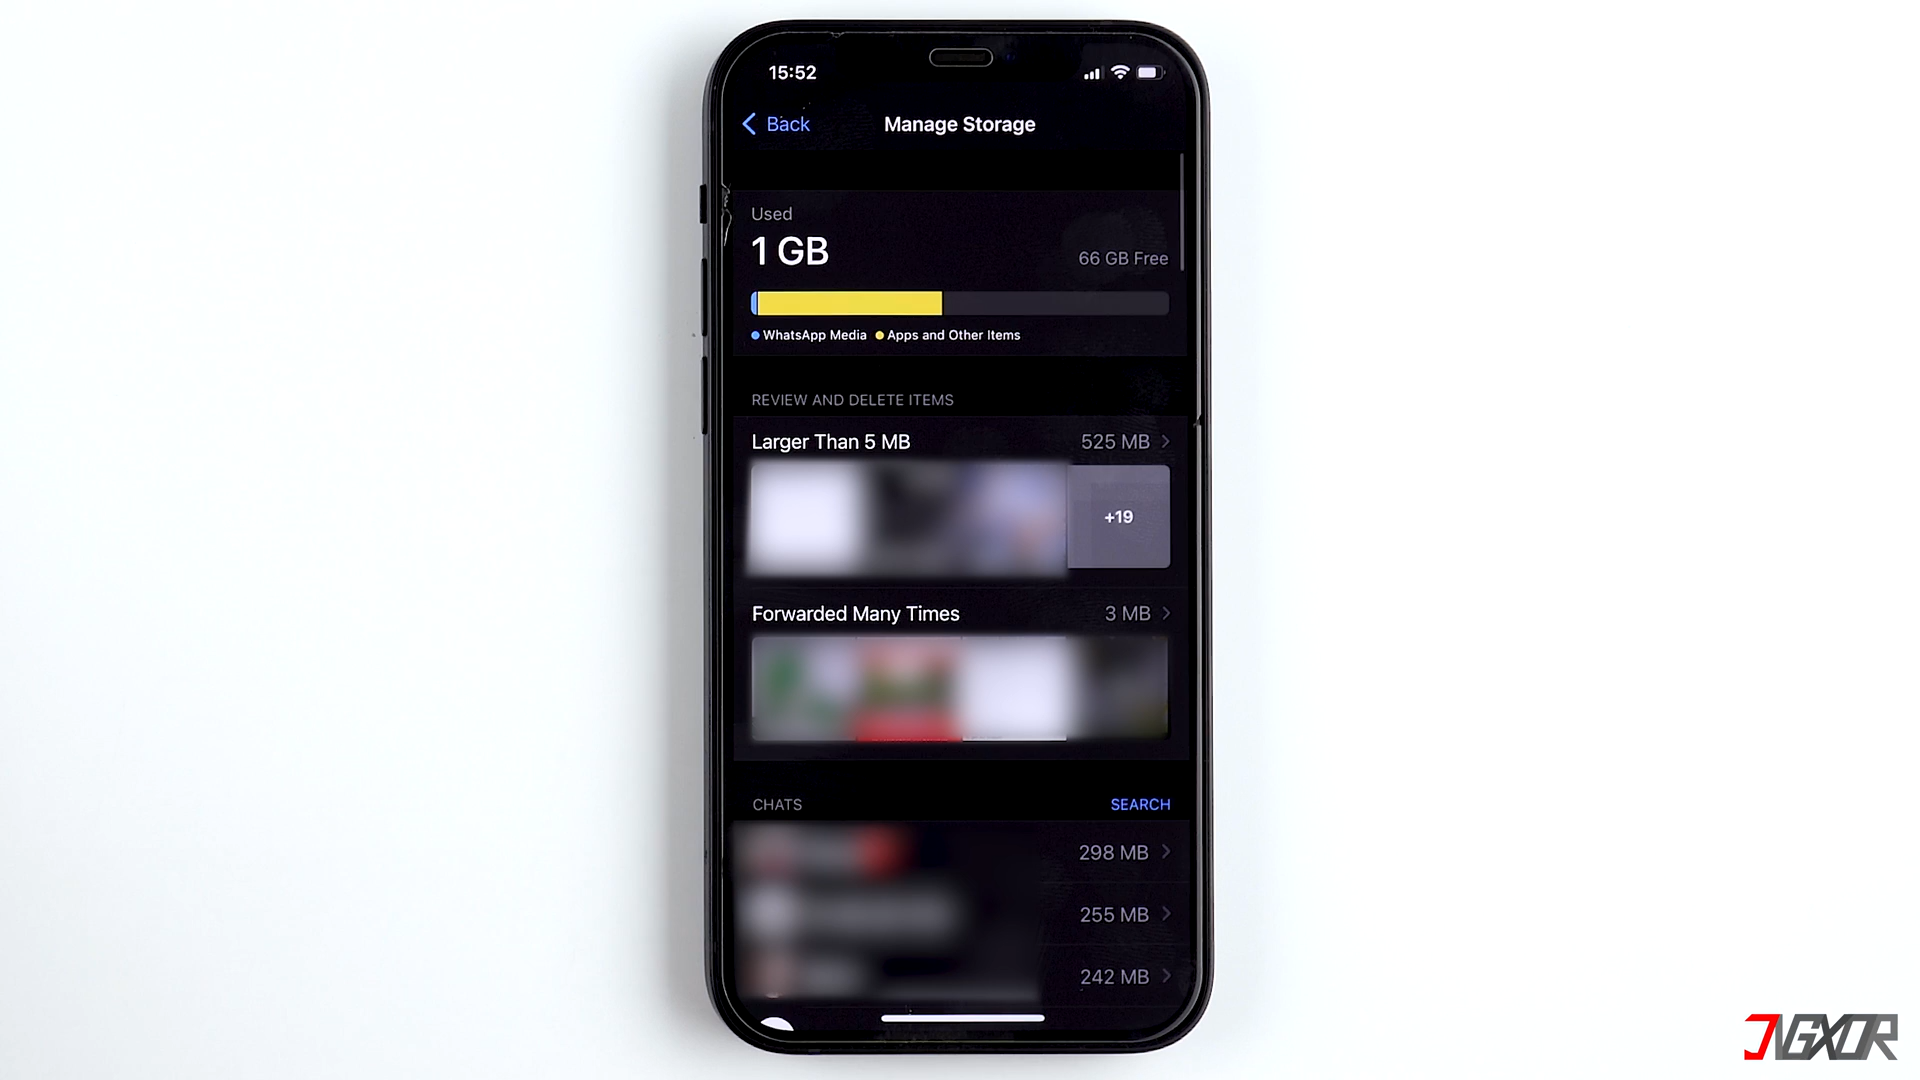 15:52
Back
Manage Storage
Used
1 GB
66 GB Free
WhatsApp Media
Apps and Other Items
REVIEW AND DELETE ITEMS
Larger Than 5 MB
525 MB
+19
Forwarded Many Times
3 MB
CHATS
SEARCH
298 MB
255 MB
242 MB
JVGXOR